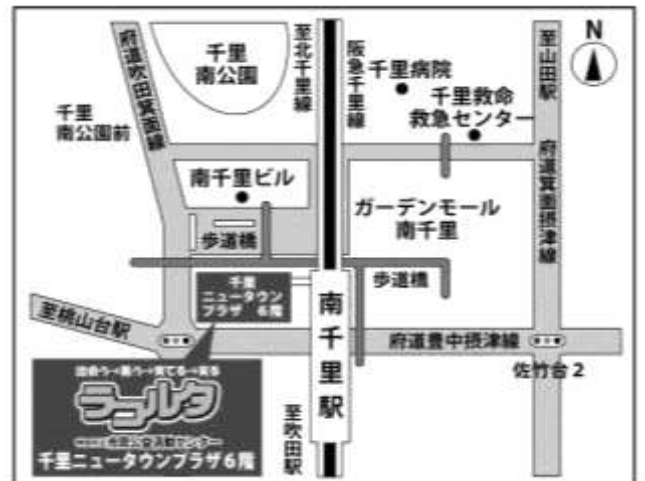 府道吹田箕面線
千里
南公園
至北千里線
阪急千里線
千里病院
千里救命
救急センター
至山田駅
N
千里
南公園前
南千里ビル
ガーデンモール
南千里
府道箕面摂津線
歩道橋
歩道橋
千里
ニュータウン
プラザ 6階
至桃山台駅
南千里駅
府道豊中摂津線
佐竹台2
ラコルタ
千里ニュータウンプラザ6階
至吹田駅